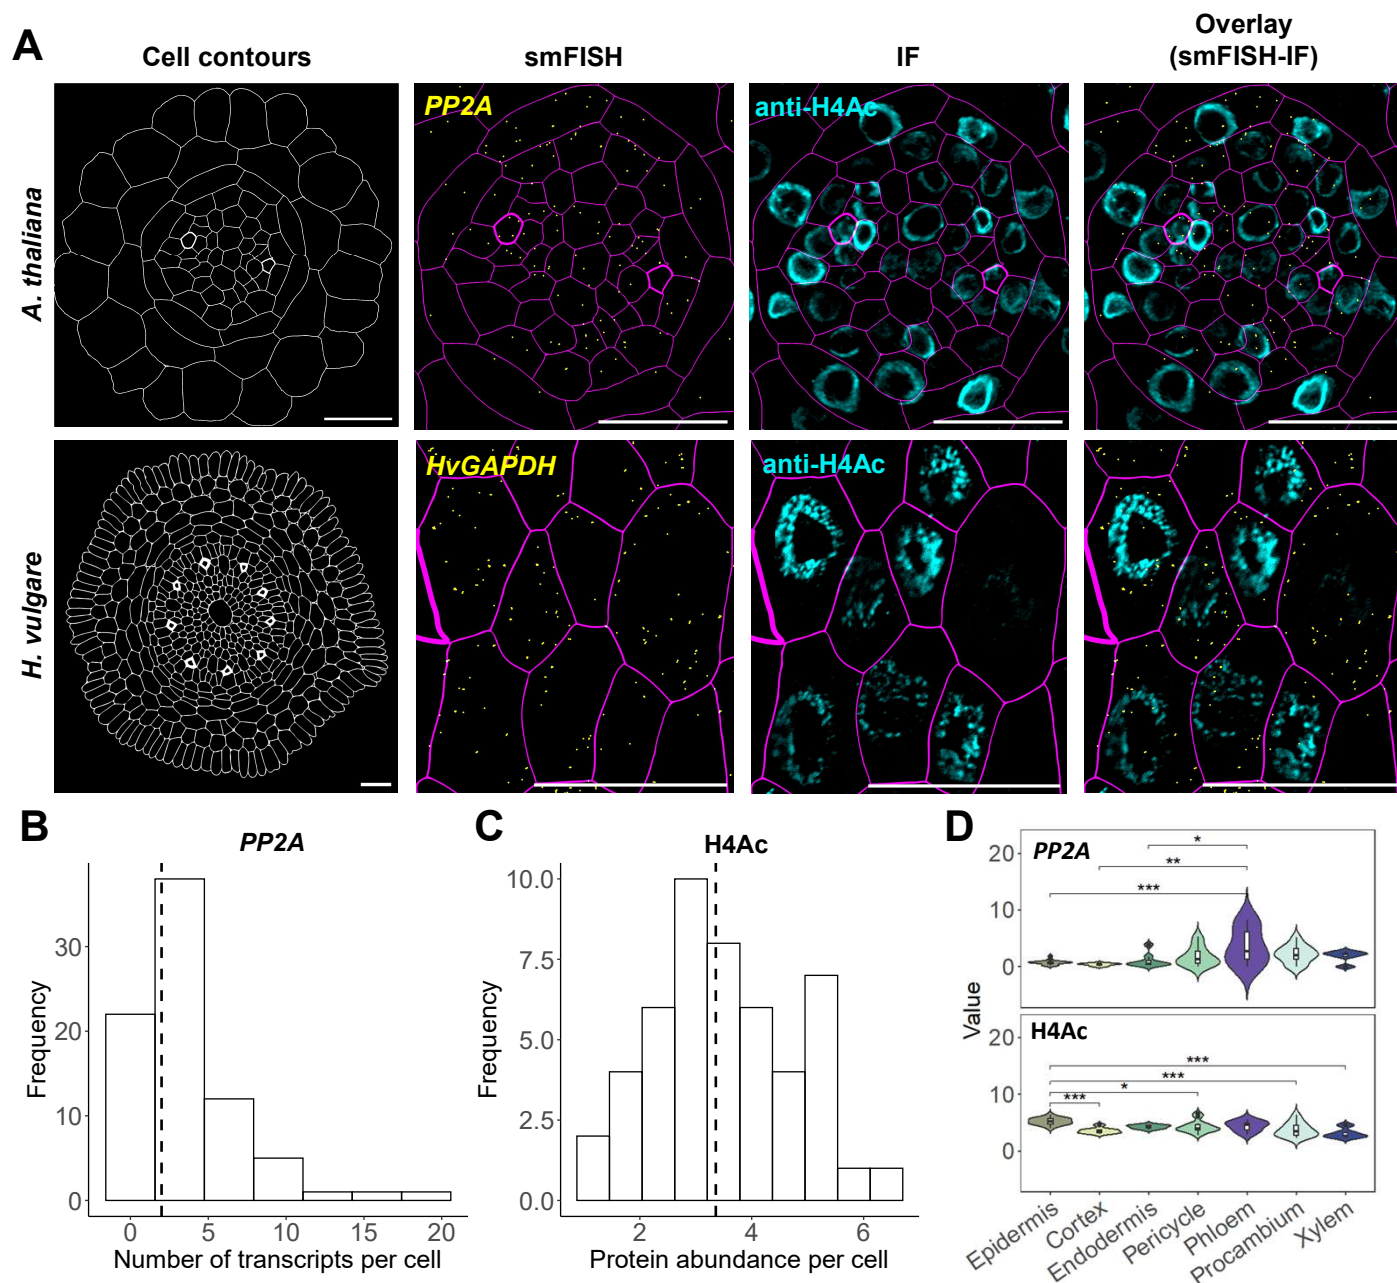 A
Cell contours
smFISH
IF
Overlay
(smFISH-IF)
A. thaliana
PP2A
anti-H4Ac
H. vulgare
HvGAPDH
anti-H4Ac
B
PP2A
Frequency
30
20
10
0
0 5 10 15 20
Number of transcripts per cell
C
H4Ac
Frequency
10.0
7.5
5.0
2.5
0.0
2 4 6
Protein abundance per cell
D
Value
PP2A
20
10
0
*
**
***
H4Ac
20
10
0
***
***
*
***
Epidermis
Cortex
Endodermis
Pericycle
Phloem
Procambium
Xylem